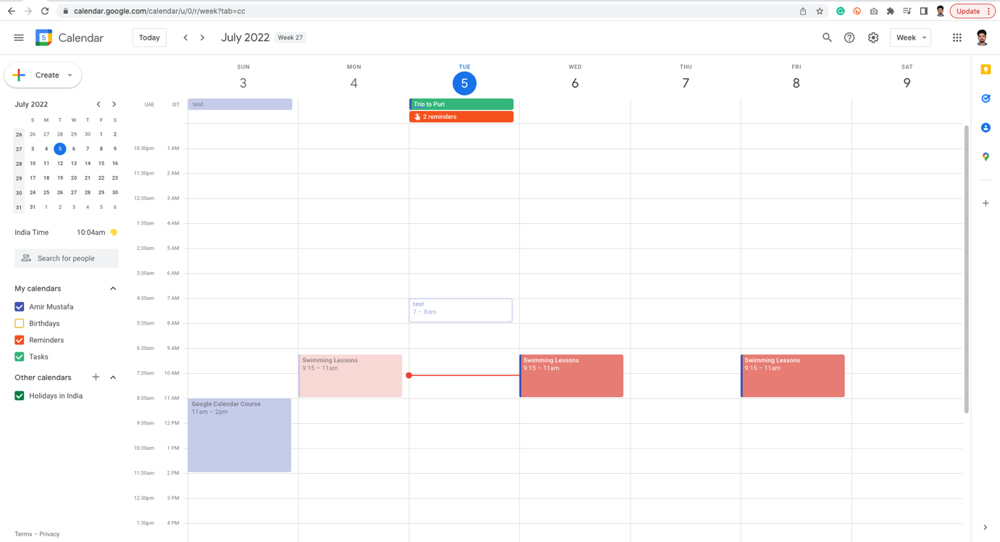 calendar.google.com/calendar/u/0/r/week?tab=cc
Update
5
Calendar
Today
July 2022
Week 27
Week
Create
July 2022
S M T W T F S
26 26 27 28 29 30 1 2
27 3 4 5 6 7 8 9
28 10 11 12 13 14 15 16
29 17 18 19 20 21 22 23
30 24 25 26 27 28 29 30
31 31 1 2 3 4 5 6
India Time 10:04am
Search for people
My calendars
Amir Mustafa
Birthdays
Reminders
Tasks
Other calendars
Holidays in India
Terms – Privacy
SUN MON TUE WED THU FRI SAT
3 4 5 6 7 8 9
UAE IST
test
Trip to Puri
2 reminders
10:30pm 1 AM
11:30pm 2 AM
12:30am 3 AM
1:30am 4 AM
2:30am 5 AM
3:30am 6 AM
4:30am 7 AM
test
7 – 8am
5:30am 8 AM
6:30am 9 AM
Swimming Lessons
9:15 – 11am
Swimming Lessons
9:15 – 11am
Swimming Lessons
9:15 – 11am
7:30am 10 AM
8:30am 11 AM
Google Calendar Course
11am – 2pm
9:30am 12 PM
10:30am 1 PM
11:30am 2 PM
12:30pm 3 PM
1:30pm 4 PM